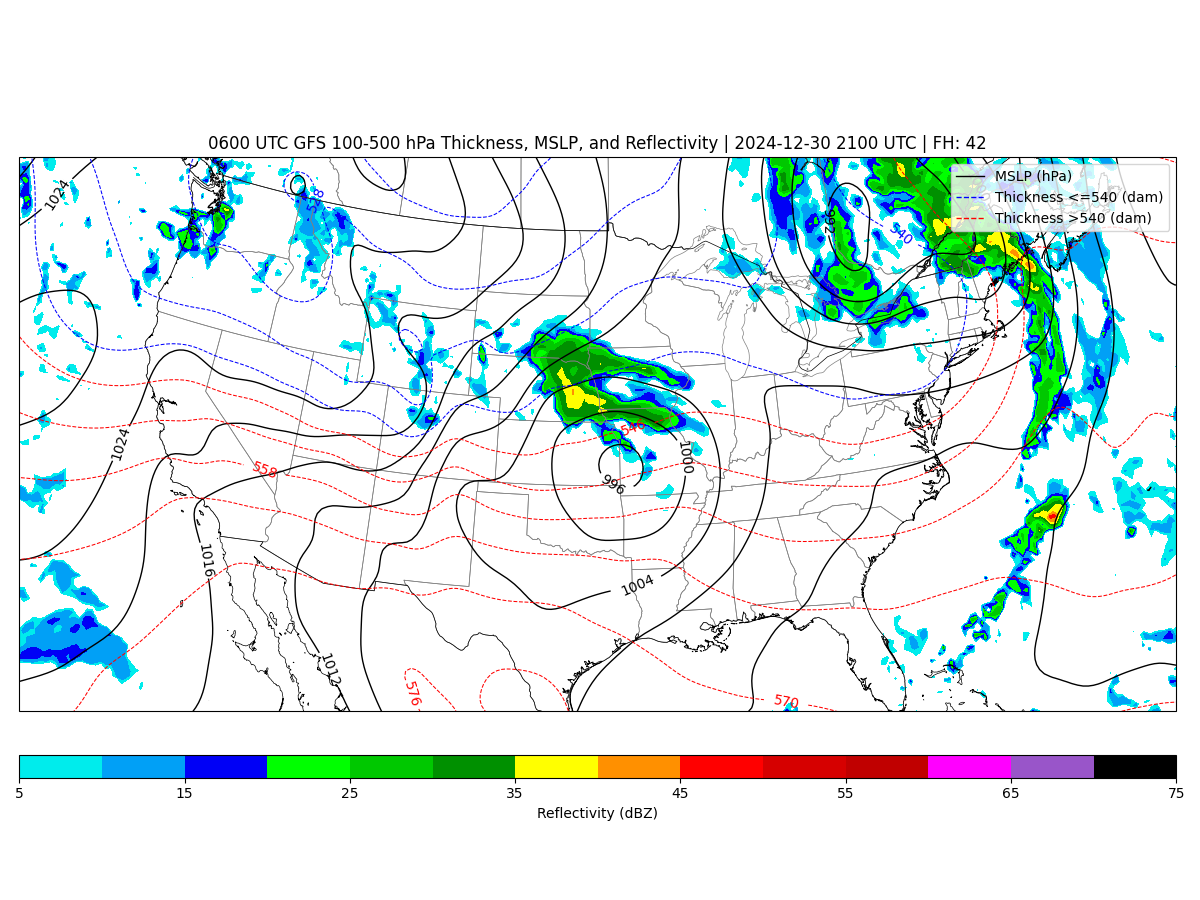 0600 UTC GFS 100-500 hPa Thickness, MSLP, and Reflectivity | 2024-12-30 2100 UTC | FH: 42
MSLP (hPa)
Thickness <=540 (dam)
Thickness >540 (dam)
1024
528
992
540
1024
558
546
1000
996
1016
1004
1012
576
570
5 15 25 35 45 55 65 75
Reflectivity (dBZ)